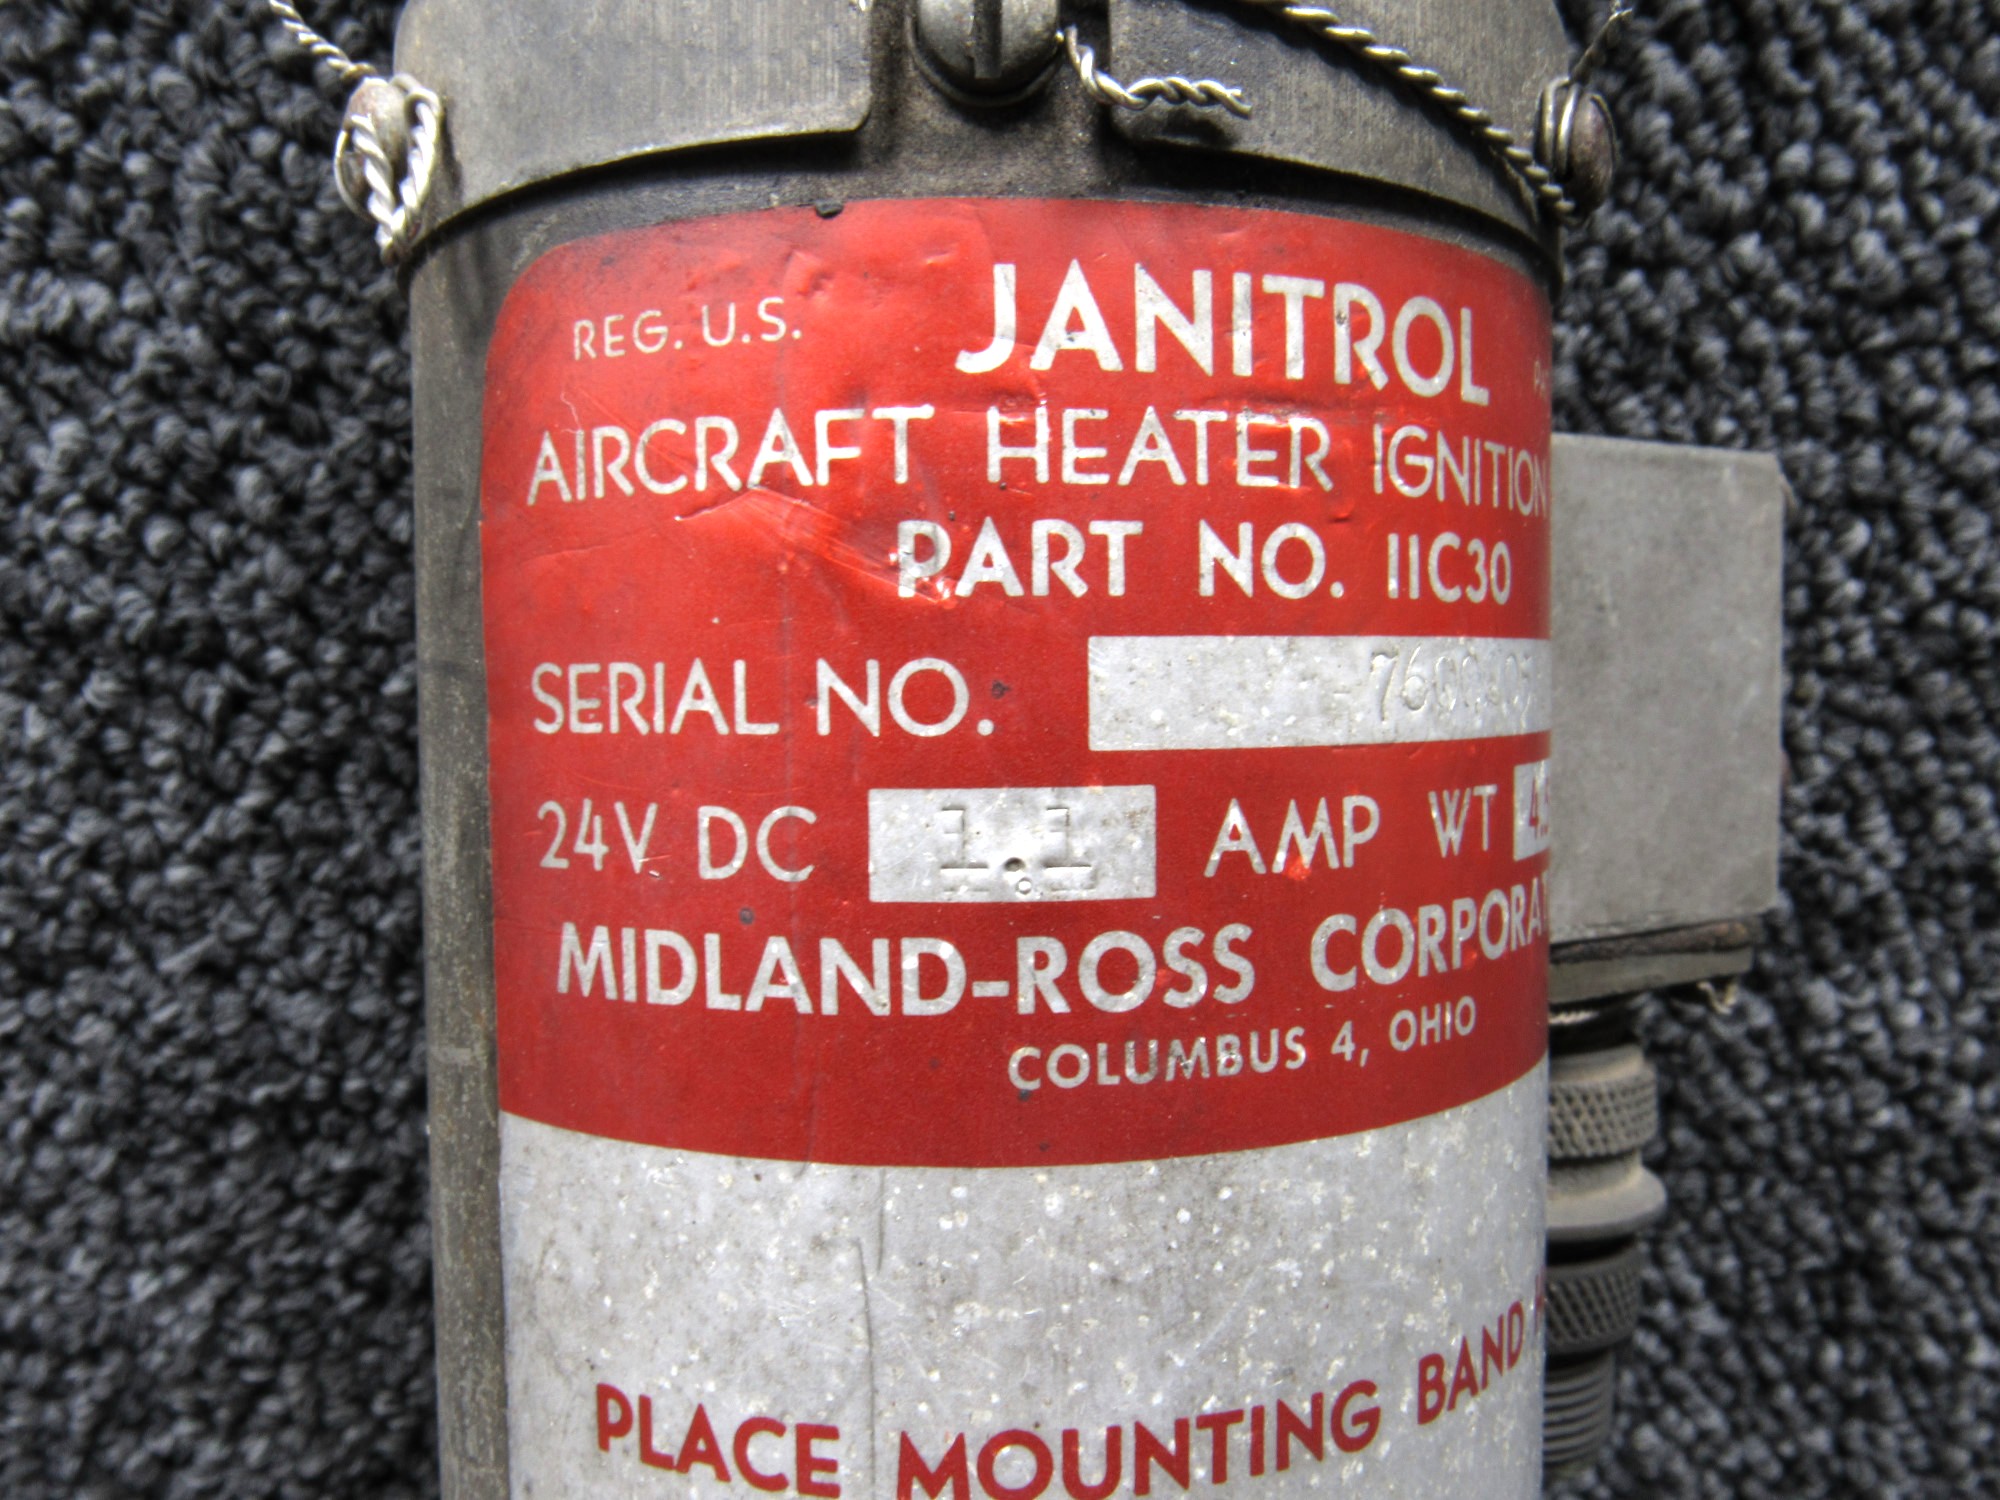 REG. U.S. JANITROL
AIRCRAFT HEATER IGNITION
PART NO. 11C30
SERIAL NO.
24V DC 1.1 AMP WT
MIDLAND-ROSS
COLUMBUS 4, OHIO
PLACE MOUNTING BAND